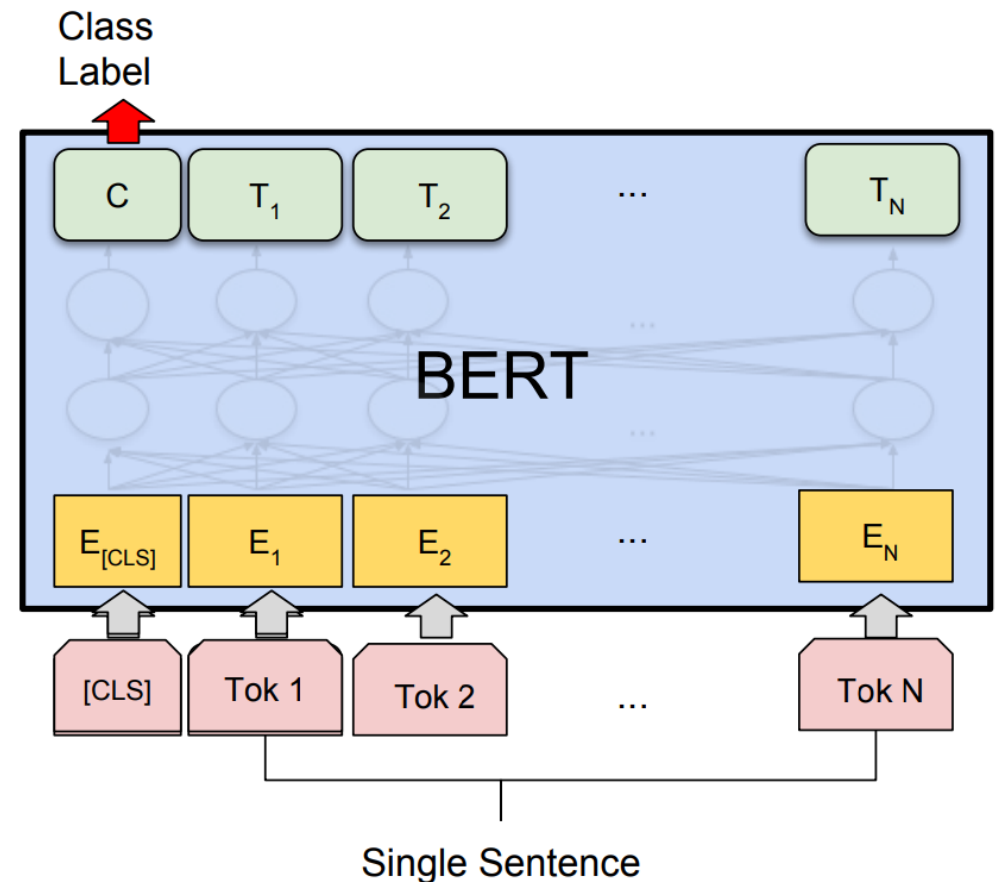 Class
Label
C T1 T2 ... TN
...
BERT
...
E[CLS] E1 E2 ... EN
[CLS] Tok 1 Tok 2 ... Tok N
Single Sentence